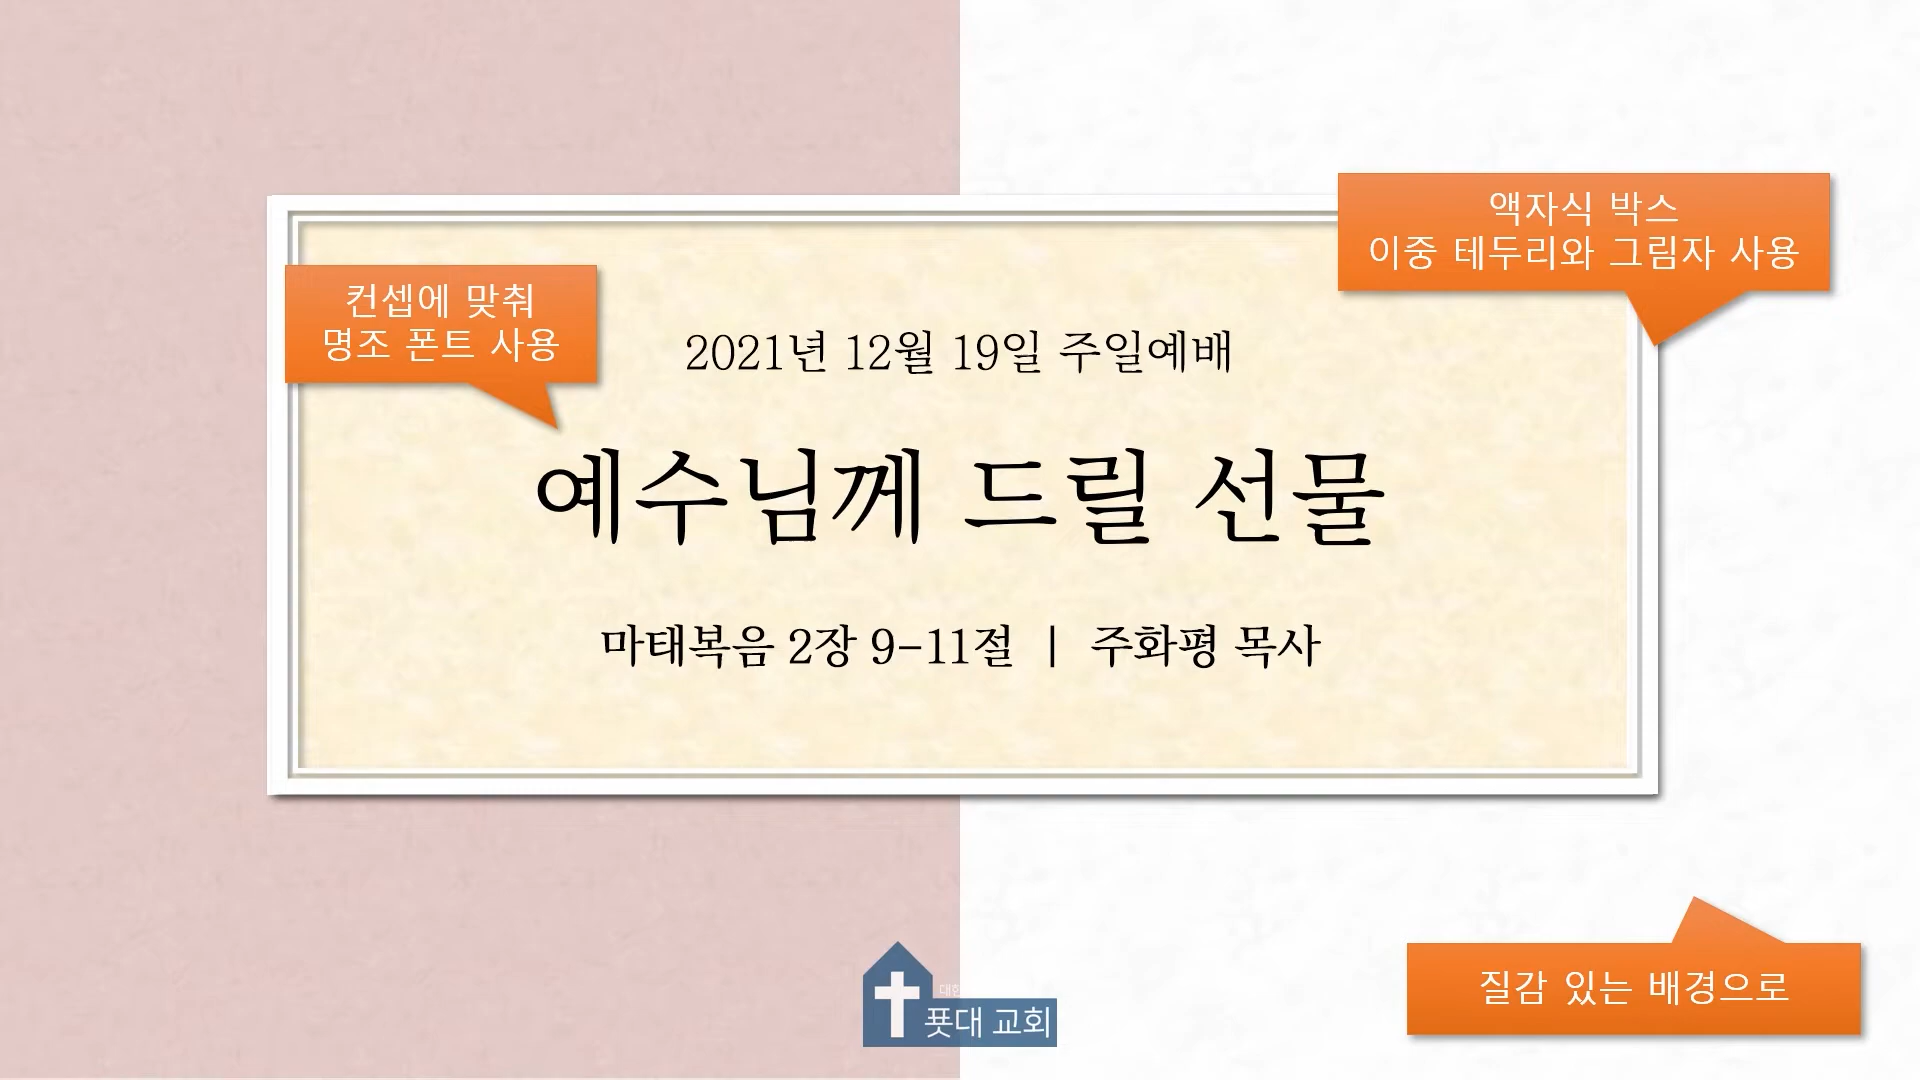 액자식 박스
이중 테두리와 그림자 사용
컨셉에 맞춰
명조 폰트 사용
2021년 12월 19일 주일예배
예수님께 드릴 선물
마태복음 2장 9-11절 | 주화평 목사
대한
푯대 교회
질감 있는 배경으로